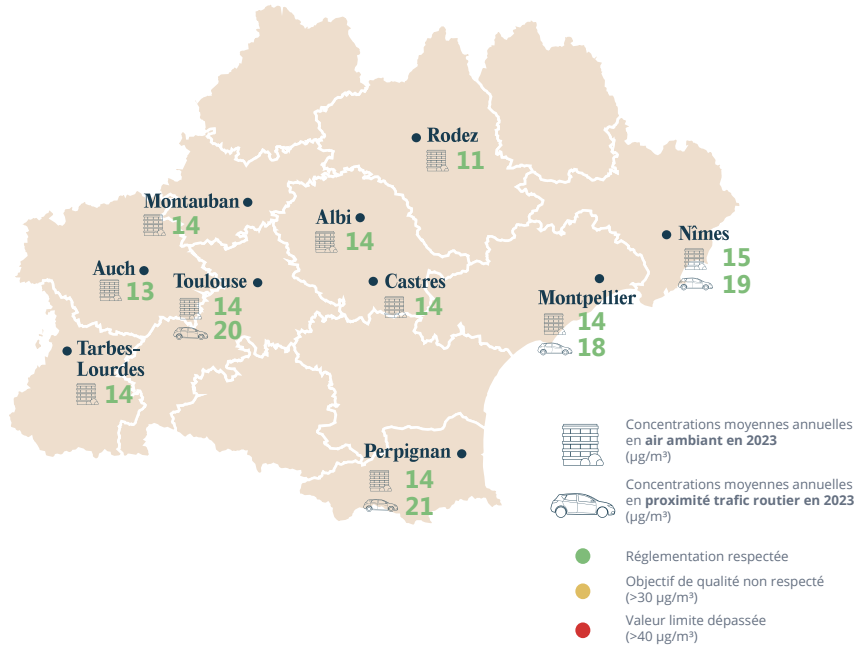 Rodez
11
Montauban
14
Albi
14
Nîmes
15
19
Auch
13
Toulouse
14
20
Castres
14
Montpellier
14
18
Tarbes-
Lourdes
14
Perpignan
14
21
Concentrations moyennes annuelles
en air ambiant en 2023
(µg/m³)
Concentrations moyennes annuelles
en proximité trafic routier en 2023
(µg/m³)
Réglementation respectée
Objectif de qualité non respecté
(>30 µg/m³)
Valeur limite dépassée
(>40 µg/m³)